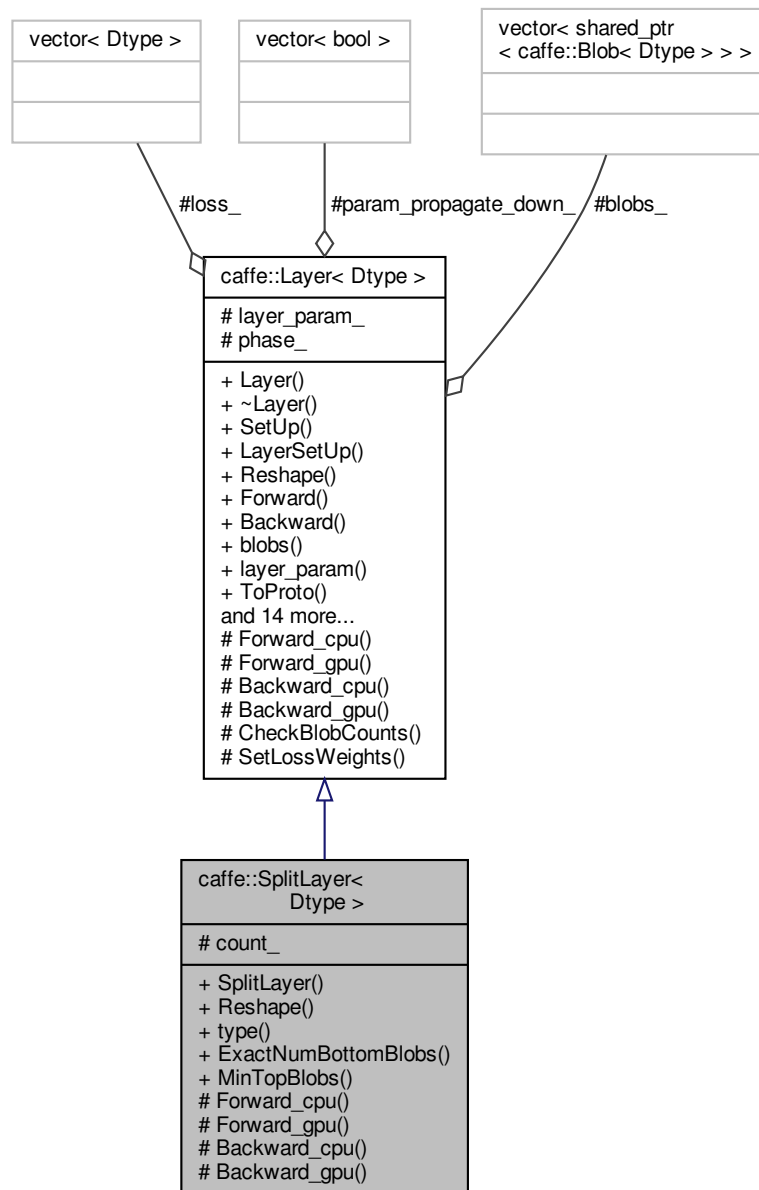 vector< Dtype >
vector< bool >
vector< shared_ptr
< caffe::Blob< Dtype > > >
#loss_
#param_propagate_down_
#blobs_
caffe::Layer< Dtype >
# layer_param_
# phase_
+ Layer()
+ ~Layer()
+ SetUp()
+ LayerSetUp()
+ Reshape()
+ Forward()
+ Backward()
+ blobs()
+ layer_param()
+ ToProto()
and 14 more...
# Forward_cpu()
# Forward_gpu()
# Backward_cpu()
# Backward_gpu()
# CheckBlobCounts()
# SetLossWeights()
caffe::SplitLayer<
Dtype >
# count_
+ SplitLayer()
+ Reshape()
+ type()
+ ExactNumBottomBlobs()
+ MinTopBlobs()
# Forward_cpu()
# Forward_gpu()
# Backward_cpu()
# Backward_gpu()